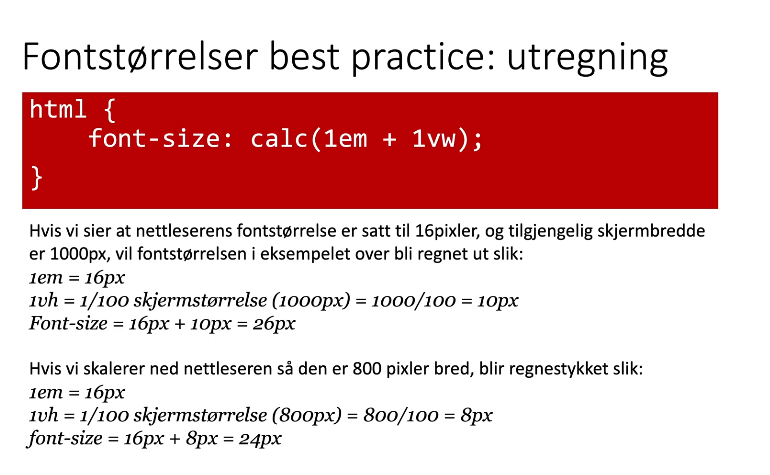 Fontstørrelser best practice: utregning
html {
    font-size: calc(1em + 1vw);
}
Hvis vi sier at nettleserens fontstørrelse er satt til 16pixler, og tilgjengelig skjermbredde
er 1000px, vil fontstørrelsen i eksempelet over bli regnet ut slik:
1em = 16px
1vh = 1/100 skjermstørrelse (1000px) = 1000/100 = 10px
Font-size = 16px + 10px = 26px
Hvis vi skalerer ned nettleseren så den er 800 pixler bred, blir regnestykket slik:
1em = 16px
1vh = 1/100 skjermstørrelse (800px) = 800/100 = 8px
font-size = 16px + 8px = 24px